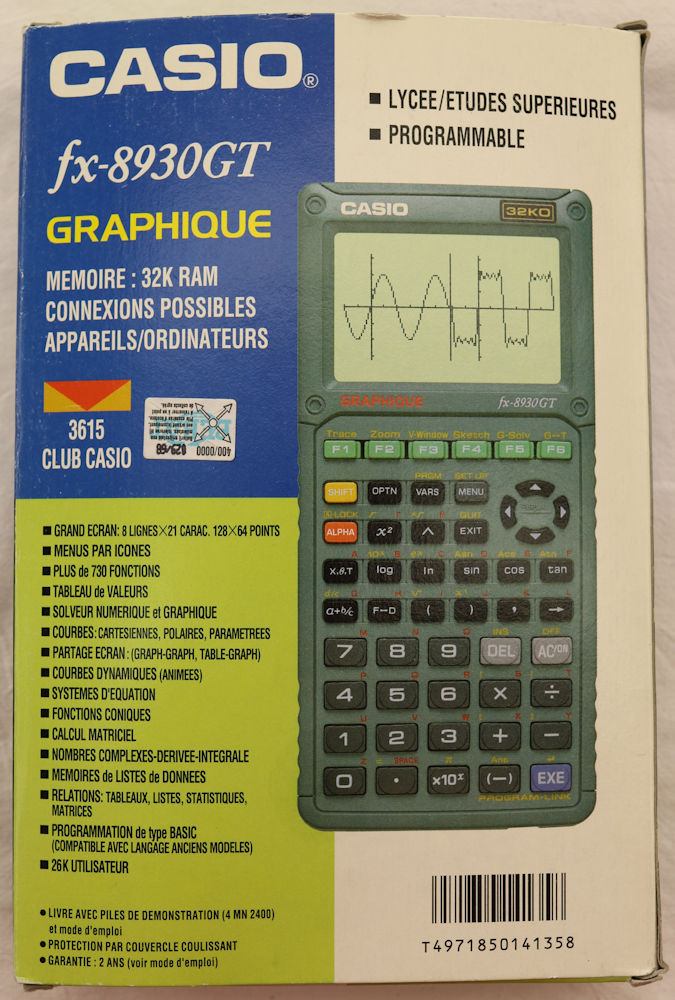 CASIO®
fx-8930GT
GRAPHIQUE
MEMOIRE : 32K RAM
CONNEXIONS POSSIBLES
APPAREILS/ORDINATEURS
3615
CLUB CASIO
400/0000
■ LYCEE/ETUDES SUPERIEURES
■ PROGRAMMABLE
CASIO 32KO
GRAPHIQUE fx-8930GT
Trace Zoom V-Window Sketch G-Solv G↔T
F1 F2 F3 F4 F5 F6
PRGM SET UP
SHIFT OPTN VARS MENU
A-LOCK QUIT
ALPHA x² ^ EXIT
A B C D E F
X,θ,T log ln sin cos tan
a+b/c F↔D ( ) , →
M N O INS OFF
7 8 9 DEL AC/ON
4 5 6 × ÷
U V W X Y
1 2 3 + −
Z = SPACE π Ans ↵
0 . ×10ˣ (−) EXE
PROGRAM-LINK
■ GRAND ECRAN: 8 LIGNES×21 CARAC. 128×64 POINTS
■ MENUS PAR ICONES
■ PLUS de 730 FONCTIONS
■ TABLEAU de VALEURS
■ SOLVEUR NUMERIQUE et GRAPHIQUE
■ COURBES: CARTESIENNES, POLAIRES, PARAMETREES
■ PARTAGE ECRAN : (GRAPH-GRAPH, TABLE-GRAPH)
■ COURBES DYNAMIQUES (ANIMEES)
■ SYSTEMES D'EQUATION
■ FONCTIONS CONIQUES
■ CALCUL MATRICIEL
■ NOMBRES COMPLEXES-DERIVEE-INTEGRALE
■ MEMOIRES de LISTES de DONNEES
■ RELATIONS: TABLEAUX, LISTES, STATISTIQUES,
MATRICES
■ PROGRAMMATION de type BASIC
(COMPATIBLE AVEC LANGAGE ANCIENS MODELES)
■ 26K UTILISATEUR
● LIVRE AVEC PILES DE DEMONSTRATION (4 MN 2400)
et mode d'emploi
● PROTECTION PAR COUVERCLE COULISSANT
● GARANTIE : 2 ANS (voir mode d'emploi)
T4971850141358